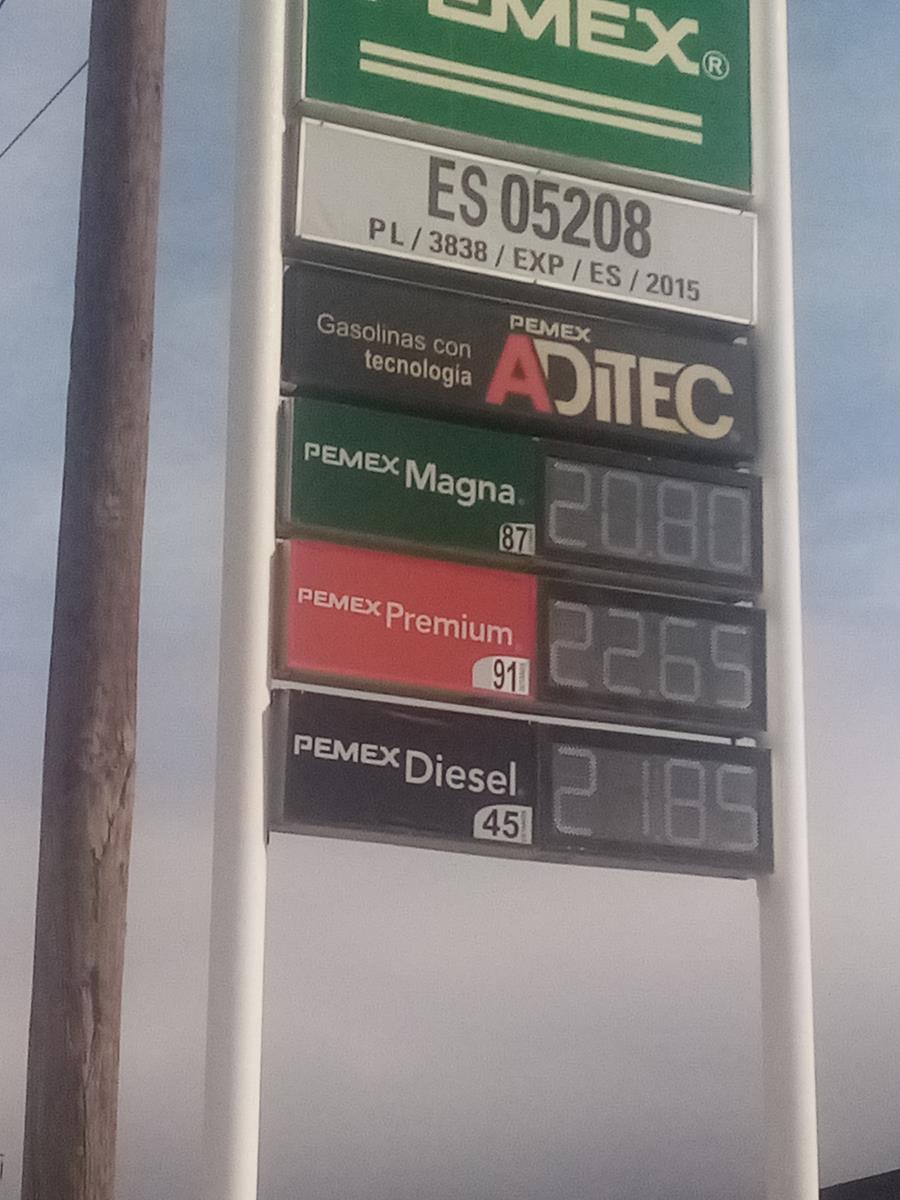 PEMEX®
ES 05208
PL / 3838 / EXP / ES / 2015
Gasolinas con
tecnología
PEMEX
ADITEC
PEMEX Magna
87
20.80
PEMEX Premium
91
22.65
PEMEX Diesel
45
21.85